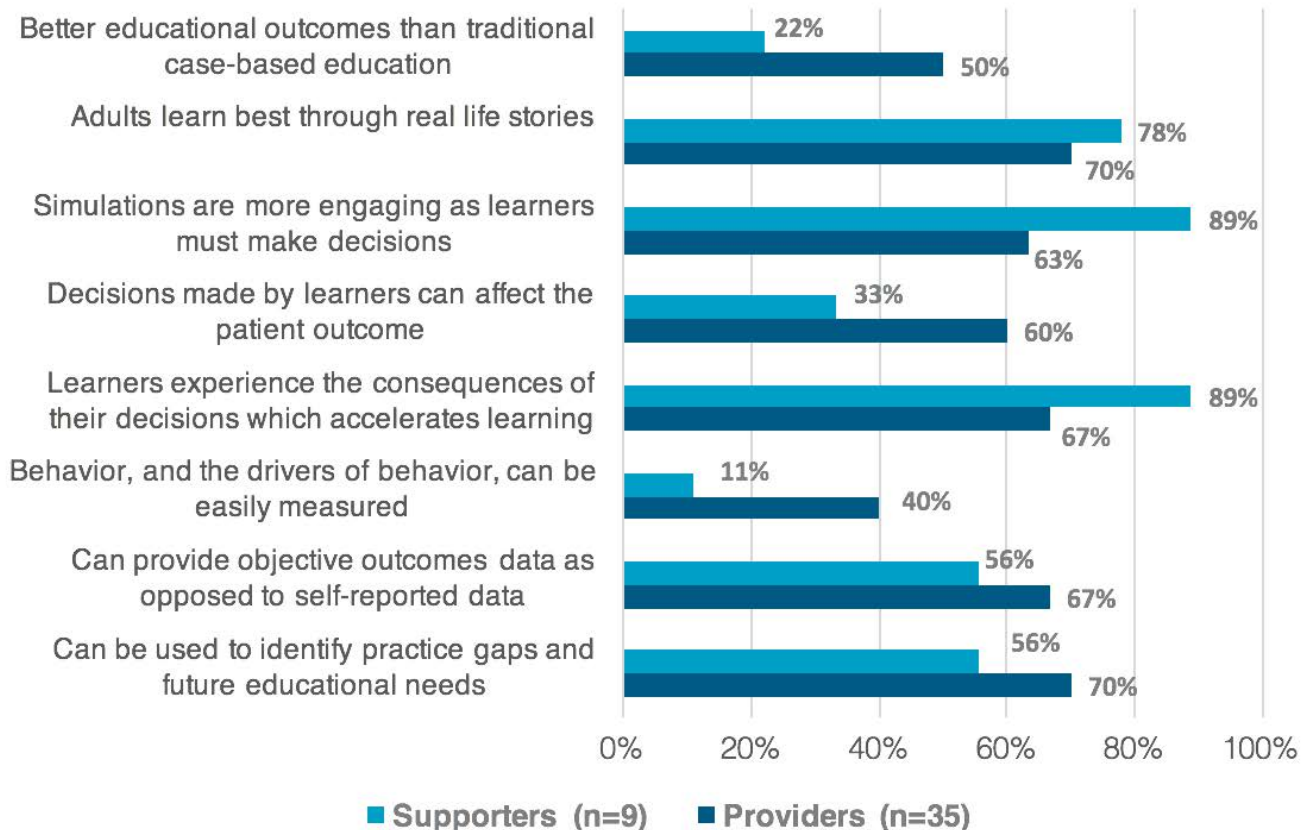 Better educational outcomes than traditional
case-based education
22%
50%
Adults learn best through real life stories
78%
70%
Simulations are more engaging as learners
must make decisions
89%
63%
Decisions made by learners can affect the
patient outcome
33%
60%
Learners experience the consequences of
their decisions which accelerates learning
89%
67%
Behavior, and the drivers of behavior, can be
easily measured
11%
40%
Can provide objective outcomes data as
opposed to self-reported data
56%
67%
Can be used to identify practice gaps and
future educational needs
56%
70%
0% 20% 40% 60% 80% 100%
Supporters (n=9) Providers (n=35)